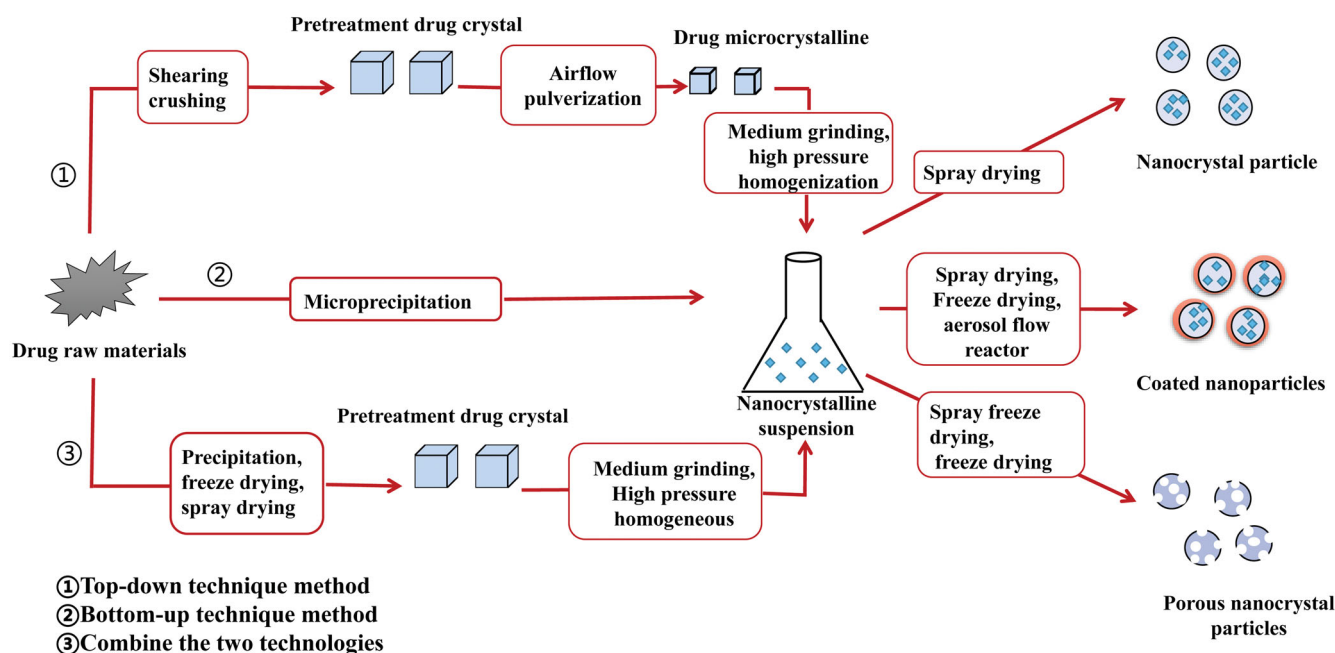 Pretreatment drug crystal
Drug microcrystalline
Shearing
crushing
Airflow
pulverization
Medium grinding,
high pressure
homogenization
Spray drying
Nanocrystal particle
①
②
Microprecipitation
Drug raw materials
Spray drying,
Freeze drying,
aerosol flow
reactor
Coated nanoparticles
Nanocrystalline
suspension
③
Pretreatment drug crystal
Precipitation,
freeze drying,
spray drying
Medium grinding,
High pressure
homogeneous
Spray freeze
drying,
freeze drying
Porous nanocrystal
particles
①Top-down technique method
②Bottom-up technique method
③Combine the two technologies